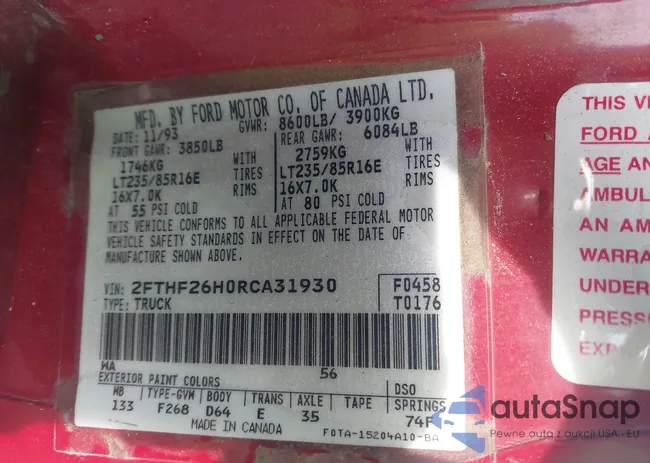 MFD. BY FORD MOTOR CO. OF CANADA LTD.
DATE: 11/93 GVWR: 8600LB/ 3900KG
FRONT GAWR: 3850LB REAR GAWR: 6084LB
1746KG WITH 2759KG WITH
LT235/85R16E TIRES LT235/85R16E TIRES
16X7.0K RIMS 16X7.0K RIMS
AT 55 PSI COLD AT 80 PSI COLD
THIS VEHICLE CONFORMS TO ALL APPLICABLE FEDERAL MOTOR
VEHICLE SAFETY STANDARDS IN EFFECT ON THE DATE OF
MANUFACTURE SHOWN ABOVE.
VIN: 2FTHF26H0RCA31930 F0458
TYPE: TRUCK T0176
WA 56
EXTERIOR PAINT COLORS DSO
WB TYPE-GVW BODY TRANS AXLE TAPE SPRINGS
133 F268 D64 E 35 74F
MADE IN CANADA F0TA-15204A10-BA
THIS VE
FORD A
AGE AN
AMBUL
AN AM
WARRA
UNDER
PRESS
EXP
autaSnap
Pewne auta z aukcji USA i EU